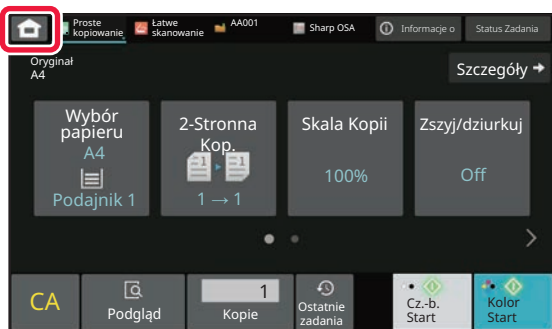 Proste
kopiowanie
Łatwe
skanowanie
AA001
Sharp OSA
Informacje o
Status Zadania
Oryginał
A4
Szczegóły
Wybór
papieru
A4
Podajnik 1
2-Stronna
Kop.
1
1
1 → 1
Skala Kopii
100%
Zszyj/dziurkuj
Off
CA
Podgląd
1
Kopie
Ostatnie
zadania
Cz.-b.
Start
Kolor
Start